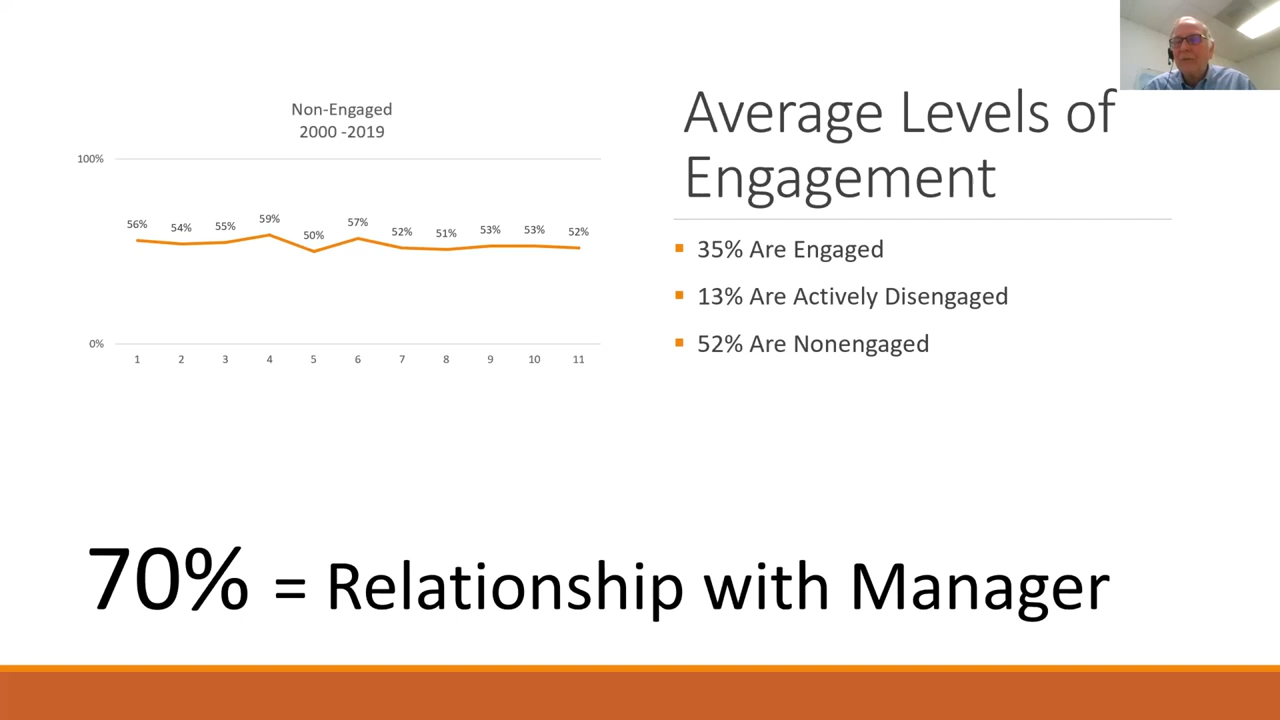 Non-Engaged
2000 -2019
100%
56%
54%
55%
59%
50%
57%
52%
51%
53%
53%
52%
0%
1 2 3 4 5 6 7 8 9 10 11
Average Levels of
Engagement
35% Are Engaged
13% Are Actively Disengaged
52% Are Nonengaged
70% = Relationship with Manager